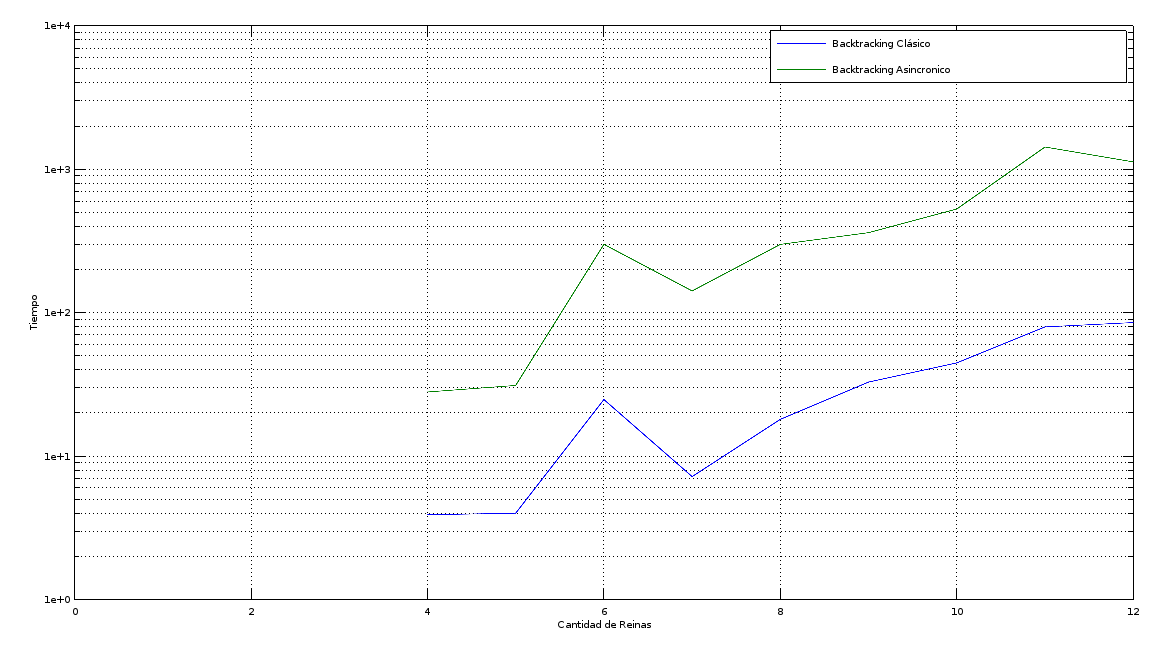 1e+4
Backtracking Clásico
Backtracking Asincronico
1e+3
Tiempo
1e+2
1e+1
1e+0
0 2 4 6 8 10 12
Cantidad de Reinas